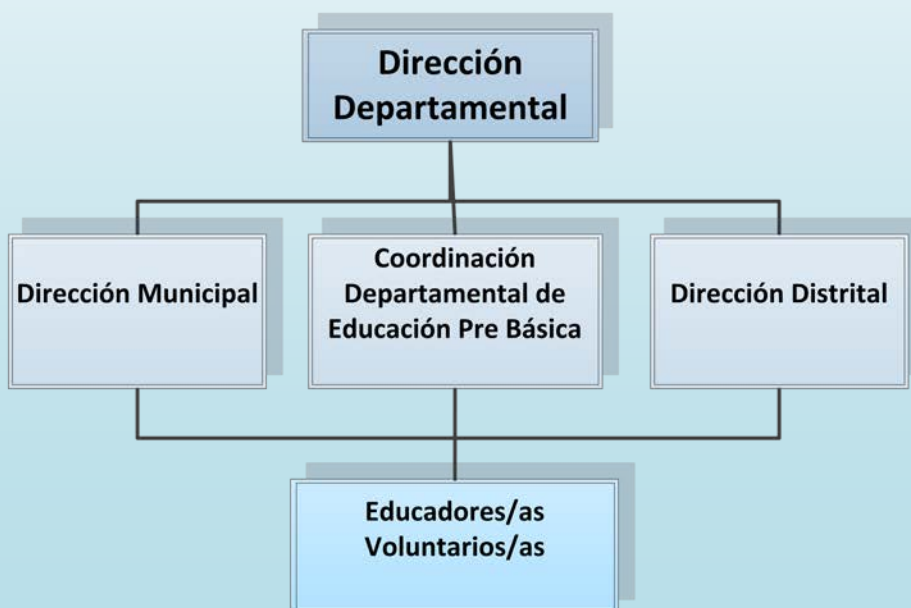 Dirección
Departamental
Dirección Municipal
Coordinación
Departamental de
Educación Pre Básica
Dirección Distrital
Educadores/as
Voluntarios/as